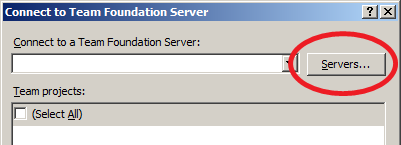 Connect to Team Foundation Server
Connect to a Team Foundation Server:
Servers...
Team projects:
(Select All)